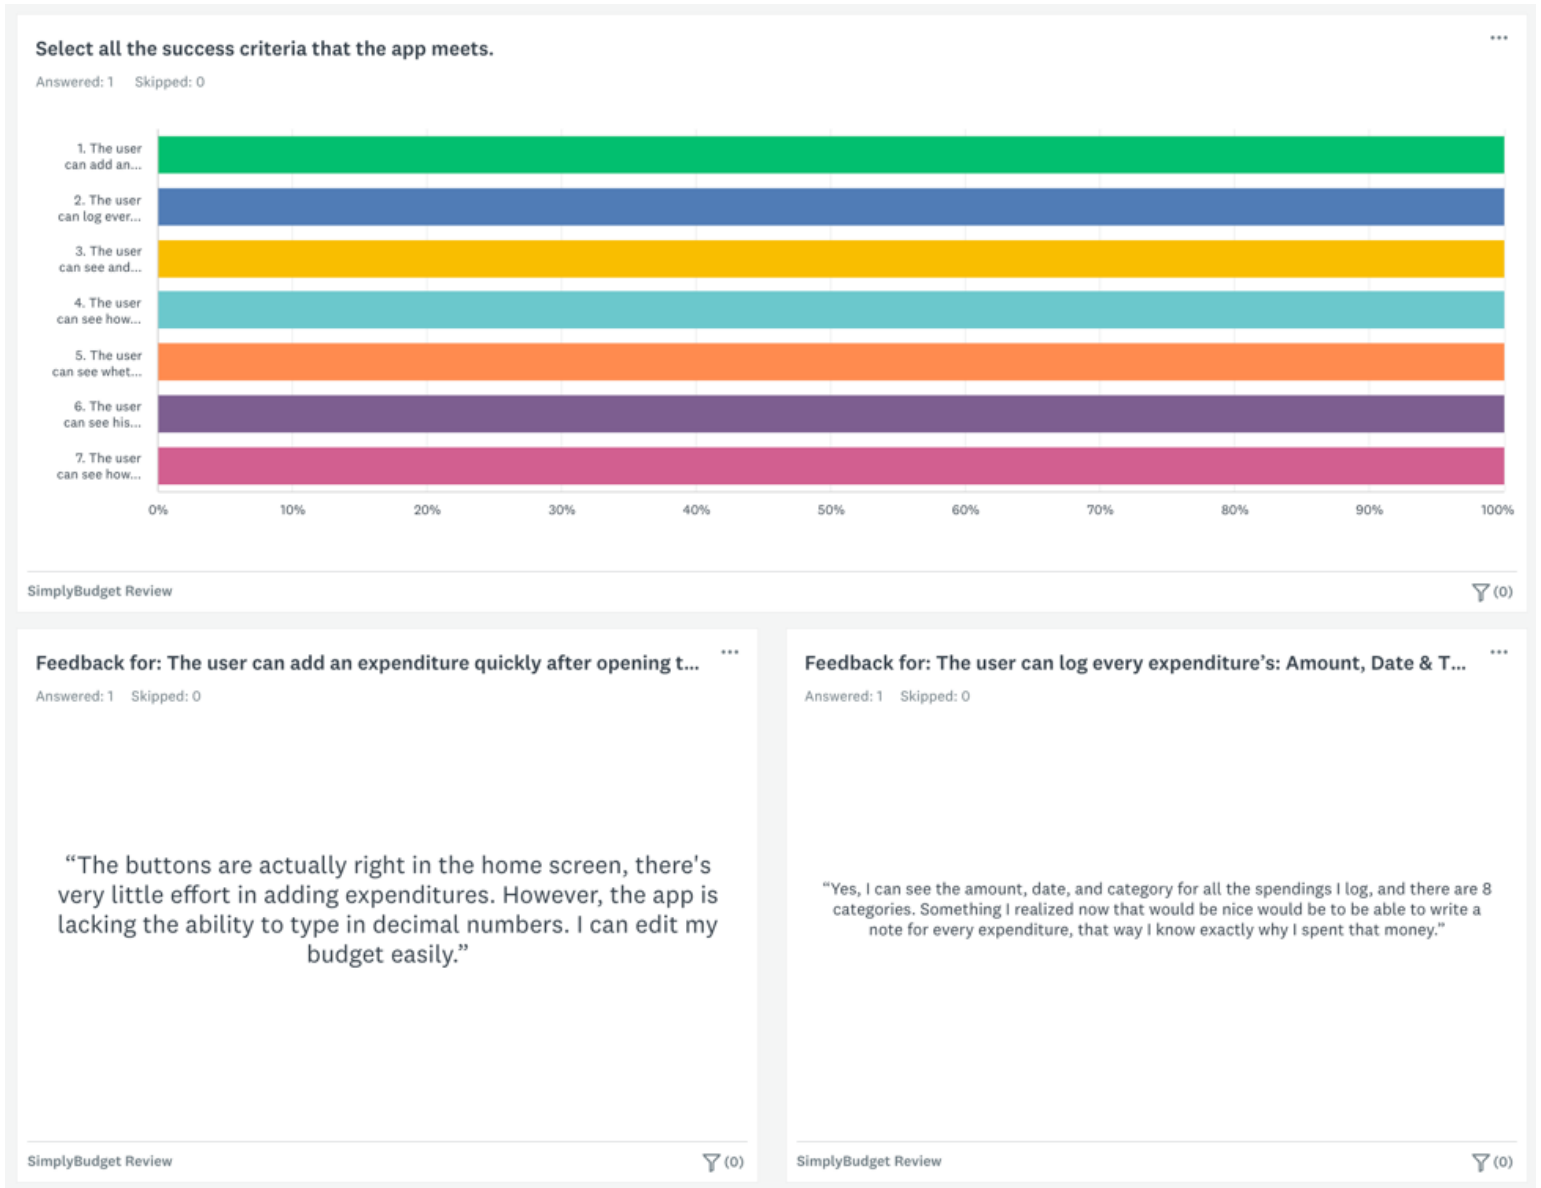 Select all the success criteria that the app meets.
Answered: 1 Skipped: 0
1. The user
can add an...
2. The user
can log ever...
3. The user
can see and...
4. The user
can see how...
5. The user
can see whet...
6. The user
can see his...
7. The user
can see how...
0% 10% 20% 30% 40% 50% 60% 70% 80% 90% 100%
SimplyBudget Review (0)
Feedback for: The user can add an expenditure quickly after opening t...
Answered: 1 Skipped: 0
“The buttons are actually right in the home screen, there's
very little effort in adding expenditures. However, the app is
lacking the ability to type in decimal numbers. I can edit my
budget easily.”
SimplyBudget Review (0)
Feedback for: The user can log every expenditure’s: Amount, Date & T...
Answered: 1 Skipped: 0
“Yes, I can see the amount, date, and category for all the spendings I log, and there are 8
categories. Something I realized now that would be nice would be to be able to write a
note for every expenditure, that way I know exactly why I spent that money.”
SimplyBudget Review (0)